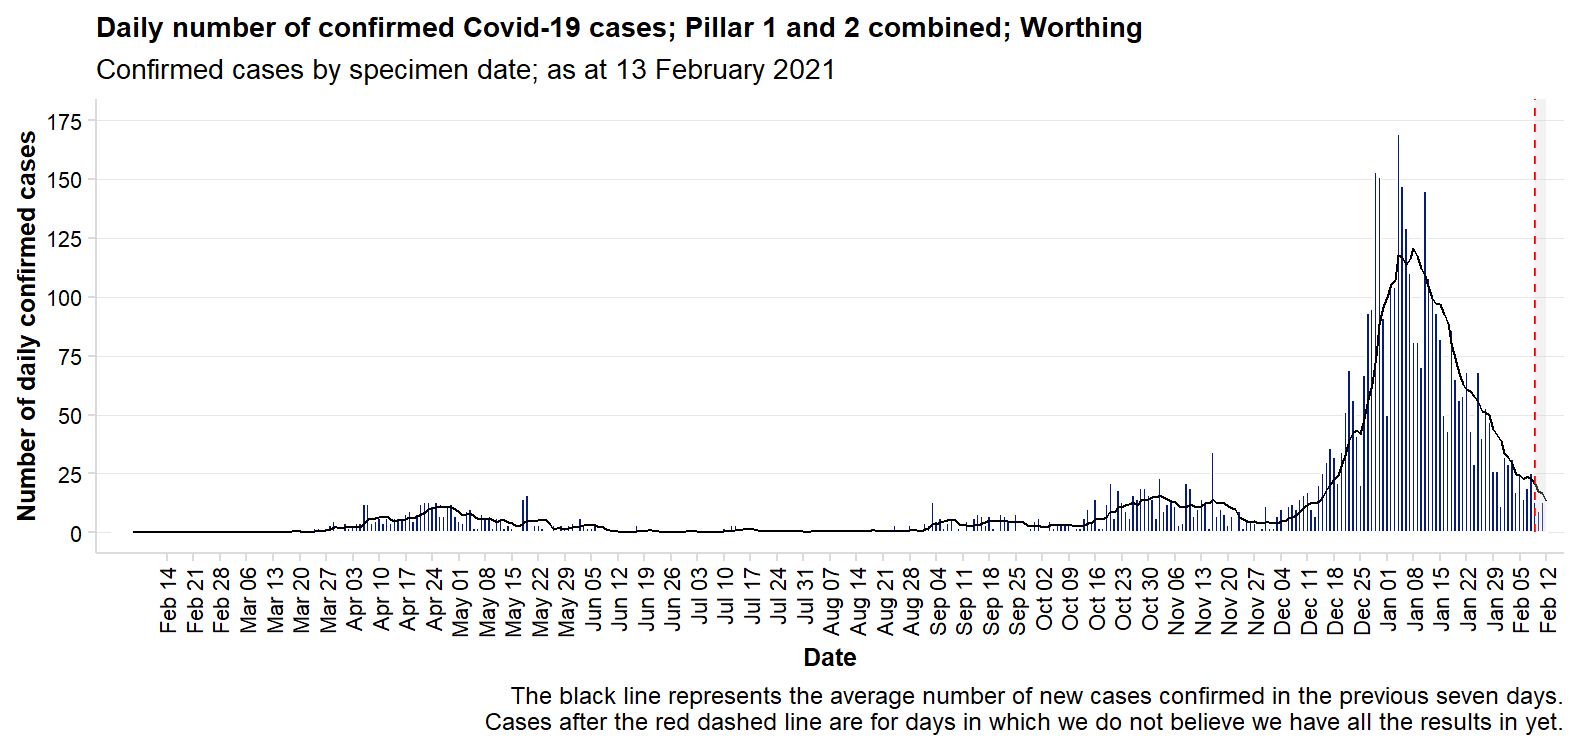 Daily number of confirmed Covid-19 cases; Pillar 1 and 2 combined; Worthing
Confirmed cases by specimen date; as at 13 February 2021
Number of daily confirmed cases
175
150
125
100
75
50
25
0
Feb 14
Feb 21
Feb 28
Mar 06
Mar 13
Mar 20
Mar 27
Apr 03
Apr 10
Apr 17
Apr 24
May 01
May 08
May 15
May 22
May 29
Jun 05
Jun 12
Jun 19
Jun 26
Jul 03
Jul 10
Jul 17
Jul 24
Jul 31
Aug 07
Aug 14
Aug 21
Aug 28
Sep 04
Sep 11
Sep 18
Sep 25
Oct 02
Oct 09
Oct 16
Oct 23
Oct 30
Nov 06
Nov 13
Nov 20
Nov 27
Dec 04
Dec 11
Dec 18
Dec 25
Jan 01
Jan 08
Jan 15
Jan 22
Jan 29
Feb 05
Feb 12
Date
The black line represents the average number of new cases confirmed in the previous seven days.
Cases after the red dashed line are for days in which we do not believe we have all the results in yet.